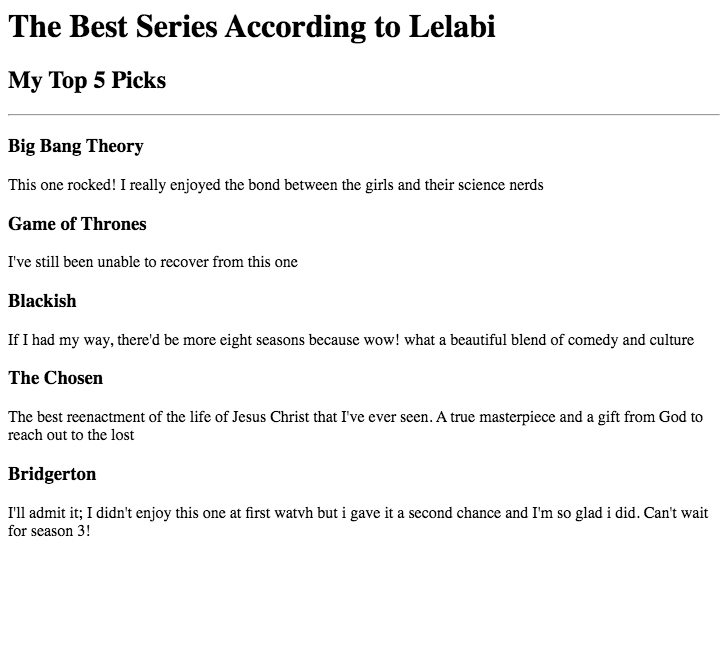 The Best Series According to Lelabi
My Top 5 Picks
Big Bang Theory
This one rocked! I really enjoyed the bond between the girls and their science nerds
Game of Thrones
I've still been unable to recover from this one
Blackish
If I had my way, there'd be more eight seasons because wow! what a beautiful blend of comedy and culture
The Chosen
The best reenactment of the life of Jesus Christ that I've ever seen. A true masterpiece and a gift from God to
reach out to the lost
Bridgerton
I'll admit it; I didn't enjoy this one at first watvh but i gave it a second chance and I'm so glad i did. Can't wait
for season 3!